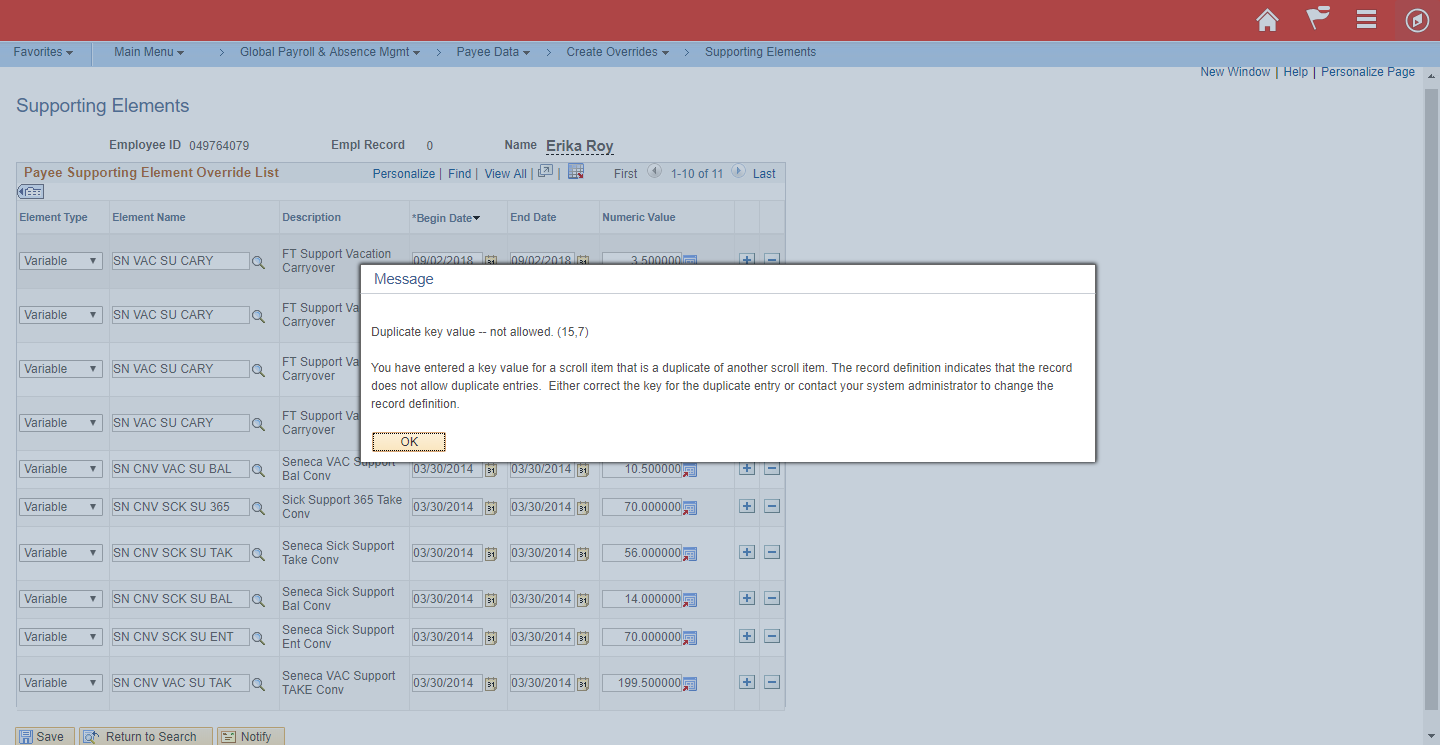 Favorites Main Menu > Global Payroll & Absence Mgmt > Payee Data > Create Overrides > Supporting Elements
New Window | Help | Personalize Page
Supporting Elements
Employee ID 049764079 Empl Record 0 Name Erika Roy
Payee Supporting Element Override List Personalize | Find | View All | | First 1-10 of 11 Last
Element Type Element Name Description *Begin Date End Date Numeric Value
Variable SN VAC SU CARY FT Support Vacation Carryover 09/02/2018 09/02/2018 3.500000
Variable SN VAC SU CARY FT Support Carryover
Variable SN VAC SU CARY FT Support Carryover
Variable SN VAC SU CARY FT Support Carryover
Message
Duplicate key value -- not allowed. (15,7)
You have entered a key value for a scroll item that is a duplicate of another scroll item. The record definition indicates that the record
does not allow duplicate entries.  Either correct the key for the duplicate entry or contact your system administrator to change the
record definition.
OK
Variable SN CNV VAC SU BAL Seneca VAC Support Bal Conv 03/30/2014 03/30/2014 10.500000
Variable SN CNV SCK SU 365 Sick Support 365 Take Conv 03/30/2014 03/30/2014 70.000000
Variable SN CNV SCK SU TAK Seneca Sick Support Take Conv 03/30/2014 03/30/2014 56.000000
Variable SN CNV SCK SU BAL Seneca Sick Support Bal Conv 03/30/2014 03/30/2014 14.000000
Variable SN CNV SCK SU ENT Seneca Sick Support Ent Conv 03/30/2014 03/30/2014 70.000000
Variable SN CNV VAC SU TAK Seneca VAC Support TAKE Conv 03/30/2014 03/30/2014 199.500000
Save Return to Search Notify